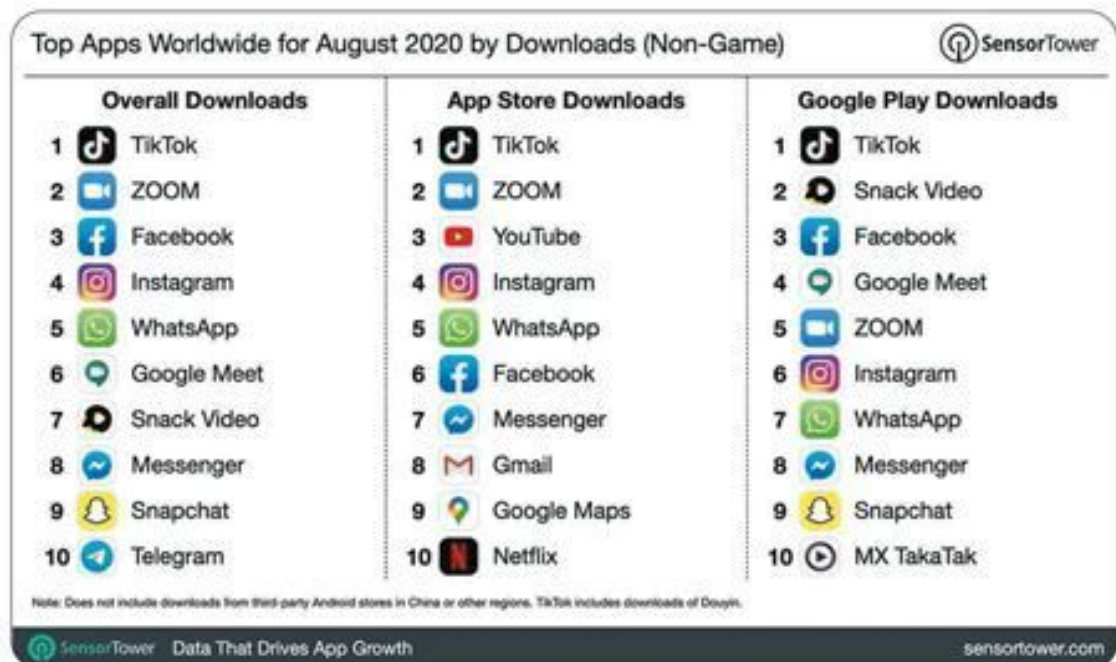 Top Apps Worldwide for August 2020 by Downloads (Non-Game)
SensorTower
Overall Downloads
1 TikTok
2 ZOOM
3 Facebook
4 Instagram
5 WhatsApp
6 Google Meet
7 Snack Video
8 Messenger
9 Snapchat
10 Telegram
App Store Downloads
1 TikTok
2 ZOOM
3 YouTube
4 Instagram
5 WhatsApp
6 Facebook
7 Messenger
8 Gmail
9 Google Maps
10 Netflix
Google Play Downloads
1 TikTok
2 Snack Video
3 Facebook
4 Google Meet
5 ZOOM
6 Instagram
7 WhatsApp
8 Messenger
9 Snapchat
10 MX TakaTak
Note: Does not include downloads from third-party Android stores in China or other regions. TikTok includes downloads of Douyin.
SensorTower Data That Drives App Growth
sensortower.com